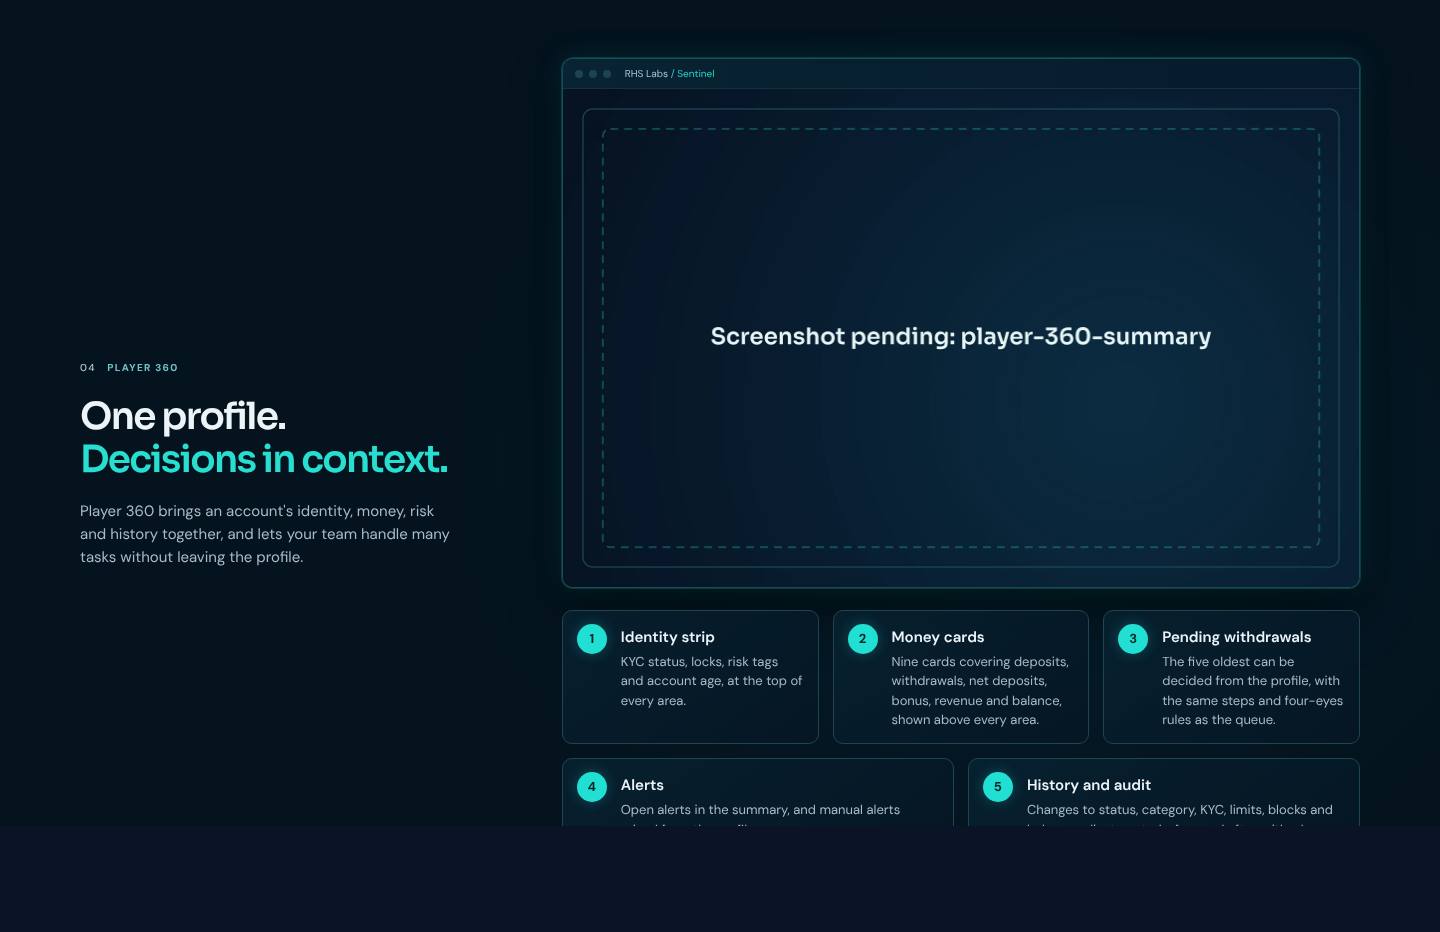 RHS Labs / Sentinel
Screenshot pending: player-360-summary
04 PLAYER 360
One profile.
Decisions in context.
Player 360 brings an account's identity, money, risk
and history together, and lets your team handle many
tasks without leaving the profile.
1 Identity strip
KYC status, locks, risk tags
and account age, at the top of
every area.
2 Money cards
Nine cards covering deposits,
withdrawals, net deposits,
bonus, revenue and balance,
shown above every area.
3 Pending withdrawals
The five oldest can be
decided from the profile, with
the same steps and four-eyes
rules as the queue.
4 Alerts
Open alerts in the summary, and manual alerts
5 History and audit
Changes to status, category, KYC, limits, blocks and